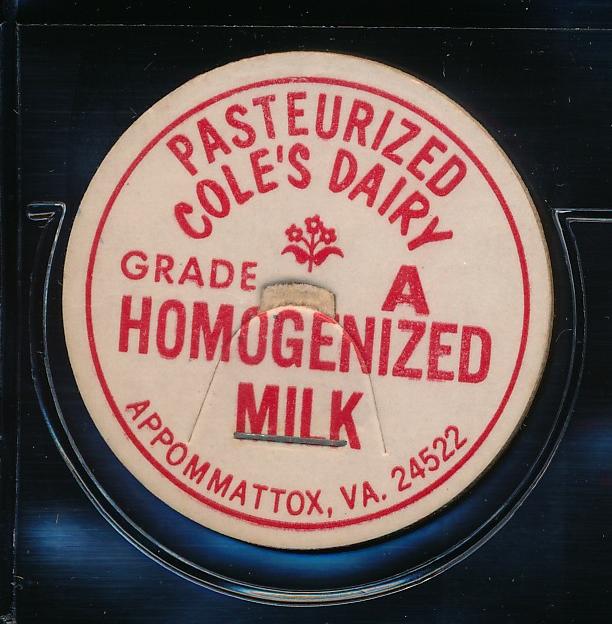 PASTEURIZED
COLE'S DAIRY
GRADE A
HOMOGENIZED
MILK
APPOMMATTOX, VA. 24522